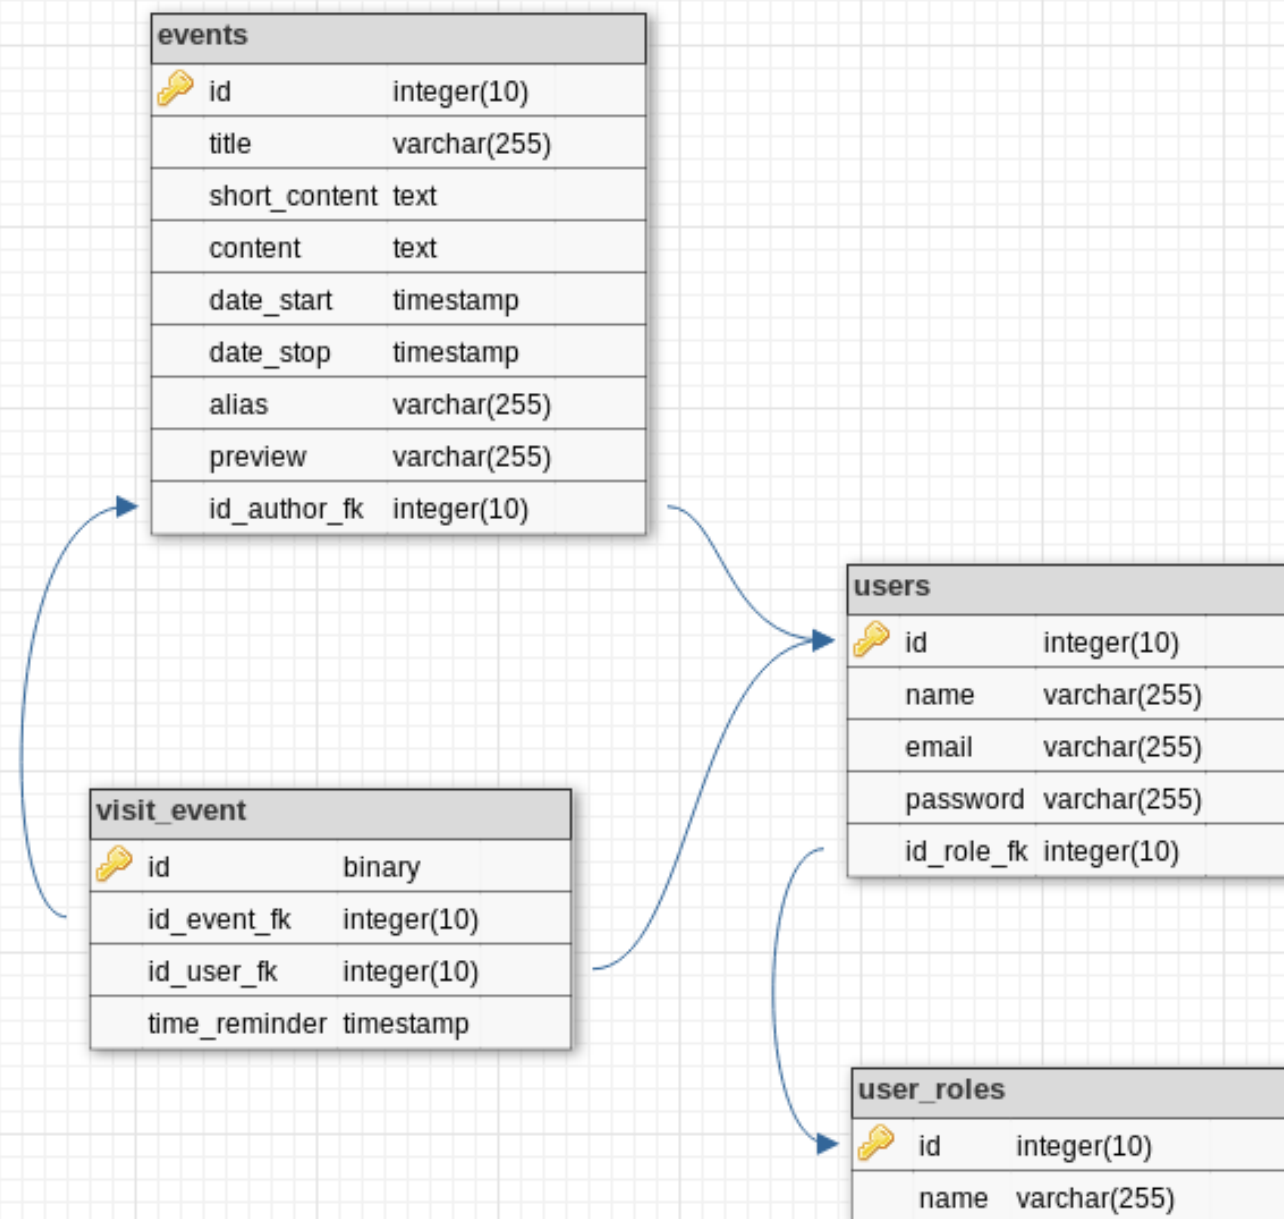 events
id integer(10)
title varchar(255)
short_content text
content text
date_start timestamp
date_stop timestamp
alias varchar(255)
preview varchar(255)
id_author_fk integer(10)
users
id integer(10)
name varchar(255)
email varchar(255)
password varchar(255)
id_role_fk integer(10)
visit_event
id binary
id_event_fk integer(10)
id_user_fk integer(10)
time_reminder timestamp
user_roles
id integer(10)
name varchar(255)